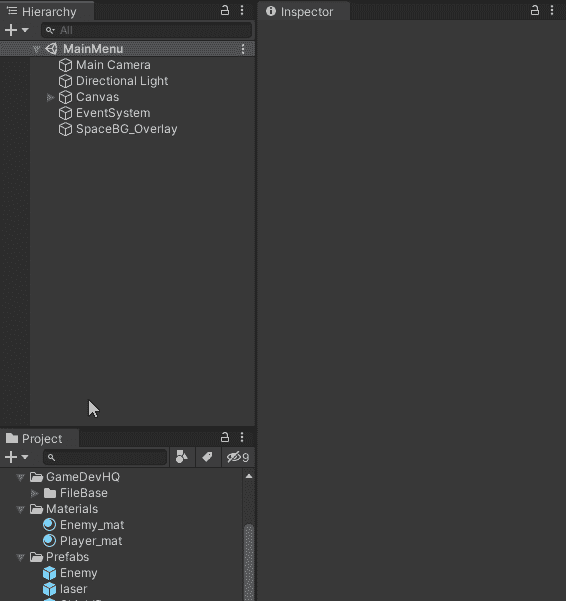 Hierarchy
Inspector
All
MainMenu
Main Camera
Directional Light
Canvas
EventSystem
SpaceBG_Overlay
Project
9
GameDevHQ
FileBase
Materials
Enemy_mat
Player_mat
Prefabs
Enemy
laser